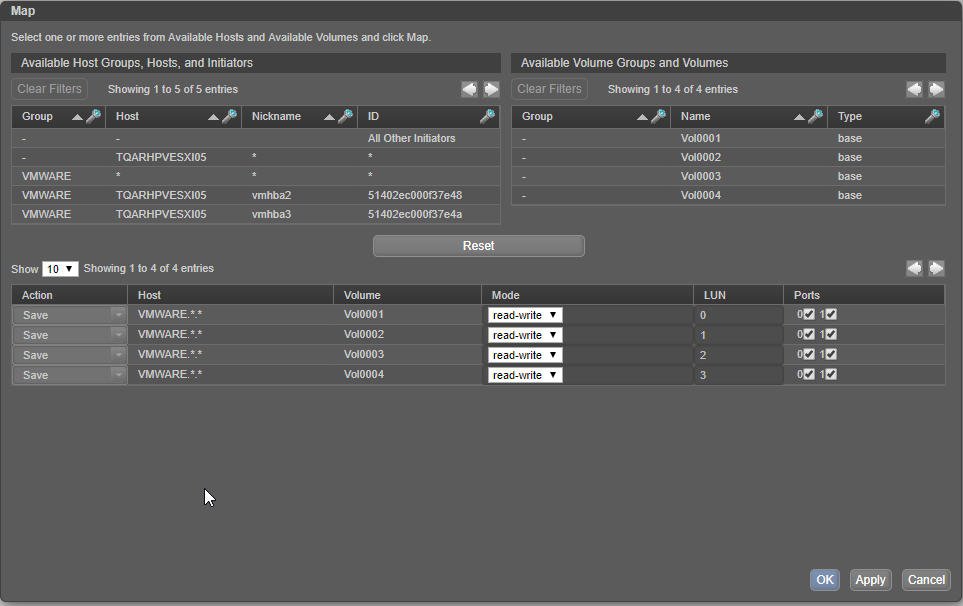 Map
Select one or more entries from Available Hosts and Available Volumes and click Map.
Available Host Groups, Hosts, and Initiators
Clear Filters Showing 1 to 5 of 5 entries
Group Host Nickname ID
- - All Other Initiators
- TQARHPVESXI05 * *
VMWARE * * *
VMWARE TQARHPVESXI05 vmhba2 51402ec000f37e48
VMWARE TQARHPVESXI05 vmhba3 51402ec000f37e4a
Available Volume Groups and Volumes
Clear Filters Showing 1 to 4 of 4 entries
Group Name Type
- Vol0001 base
- Vol0002 base
- Vol0003 base
- Vol0004 base
Reset
Show 10 Showing 1 to 4 of 4 entries
Action Host Volume Mode LUN Ports
Save VMWARE.*.* Vol0001 read-write 0 0 1
Save VMWARE.*.* Vol0002 read-write 1 0 1
Save VMWARE.*.* Vol0003 read-write 2 0 1
Save VMWARE.*.* Vol0004 read-write 3 0 1
OK Apply Cancel